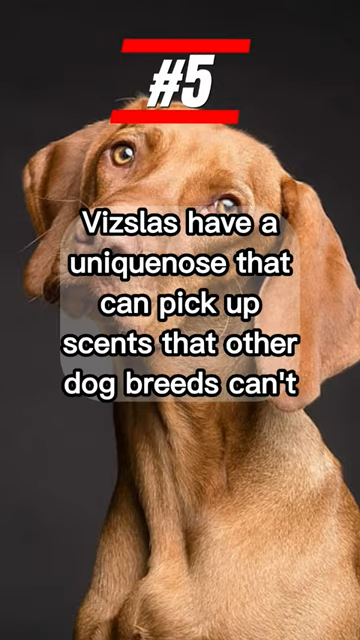 #5
Vizslas have a
uniquenose that
can pick up
scents that other
dog breeds can't